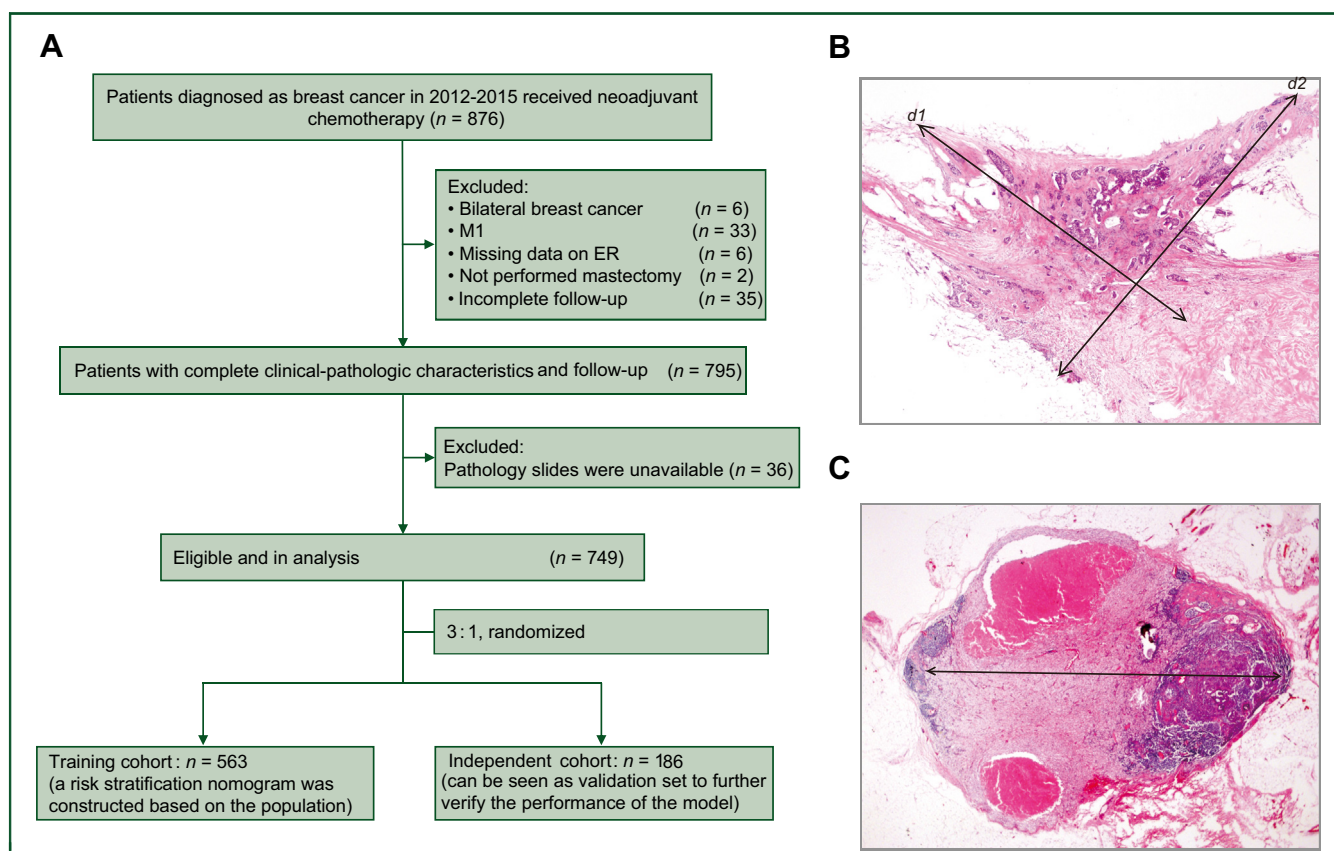 A
Patients diagnosed as breast cancer in 2012-2015 received neoadjuvant
chemotherapy (n = 876)
Excluded:
• Bilateral breast cancer (n = 6)
• M1 (n = 33)
• Missing data on ER (n = 6)
• Not performed mastectomy (n = 2)
• Incomplete follow-up (n = 35)
Patients with complete clinical-pathologic characteristics and follow-up (n = 795)
Excluded:
Pathology slides were unavailable (n = 36)
Eligible and in analysis (n = 749)
3 : 1, randomized
Training cohort : n = 563
(a risk stratification nomogram was
constructed based on the population)
Independent cohort: n = 186
(can be seen as validation set to further
verify the performance of the model)
B
d1
d2
C